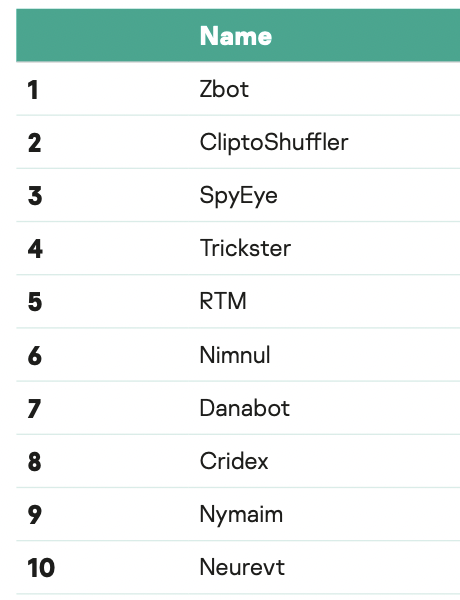 Name
1 Zbot
2 CliptoShuffler
3 SpyEye
4 Trickster
5 RTM
6 Nimnul
7 Danabot
8 Cridex
9 Nymaim
10 Neurevt